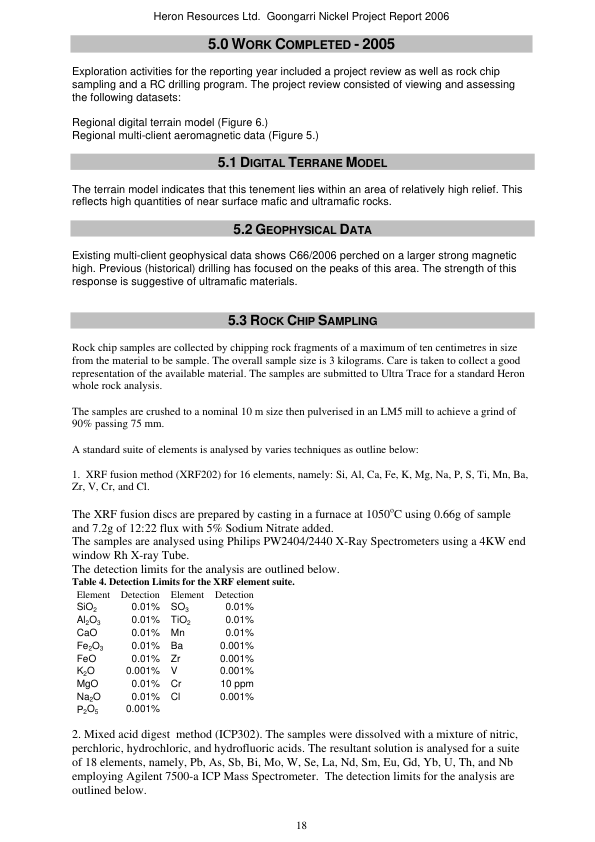 Heron Resources Ltd.  Goongarri Nickel Project Report 2006
5.0 WORK COMPLETED - 2005
Exploration activities for the reporting year included a project review as well as rock chip
sampling and a RC drilling program. The project review consisted of viewing and assessing
the following datasets:
Regional digital terrain model (Figure 6.)
Regional multi-client aeromagnetic data (Figure 5.)
5.1 DIGITAL TERRANE MODEL
The terrain model indicates that this tenement lies within an area of relatively high relief. This
reflects high quantities of near surface mafic and ultramafic rocks.
5.2 GEOPHYSICAL DATA
Existing multi-client geophysical data shows C66/2006 perched on a larger strong magnetic
high. Previous (historical) drilling has focused on the peaks of this area. The strength of this
response is suggestive of ultramafic materials.
5.3 ROCK CHIP SAMPLING
Rock chip samples are collected by chipping rock fragments of a maximum of ten centimetres in size
from the material to be sample. The overall sample size is 3 kilograms. Care is taken to collect a good
representation of the available material. The samples are submitted to Ultra Trace for a standard Heron
whole rock analysis.
The samples are crushed to a nominal 10 m size then pulverised in an LM5 mill to achieve a grind of
90% passing 75 mm.
A standard suite of elements is analysed by varies techniques as outline below:
1.  XRF fusion method (XRF202) for 16 elements, namely: Si, Al, Ca, Fe, K, Mg, Na, P, S, Ti, Mn, Ba,
Zr, V, Cr, and Cl.
The XRF fusion discs are prepared by casting in a furnace at 1050°C using 0.66g of sample
and 7.2g of 12:22 flux with 5% Sodium Nitrate added.
The samples are analysed using Philips PW2404/2440 X-Ray Spectrometers using a 4KW end
window Rh X-ray Tube.
The detection limits for the analysis are outlined below.
Table 4. Detection Limits for the XRF element suite.
Element Detection Element Detection
SiO₂ 0.01% SO₃ 0.01%
Al₂O₃ 0.01% TiO₂ 0.01%
CaO 0.01% Mn 0.01%
Fe₂O₃ 0.01% Ba 0.001%
FeO 0.01% Zr 0.001%
K₂O 0.001% V 0.001%
MgO 0.01% Cr 10 ppm
Na₂O 0.01% Cl 0.001%
P₂O₅ 0.001%
2. Mixed acid digest  method (ICP302). The samples were dissolved with a mixture of nitric,
perchloric, hydrochloric, and hydrofluoric acids. The resultant solution is analysed for a suite
of 18 elements, namely, Pb, As, Sb, Bi, Mo, W, Se, La, Nd, Sm, Eu, Gd, Yb, U, Th, and Nb
employing Agilent 7500-a ICP Mass Spectrometer.  The detection limits for the analysis are
outlined below.
18